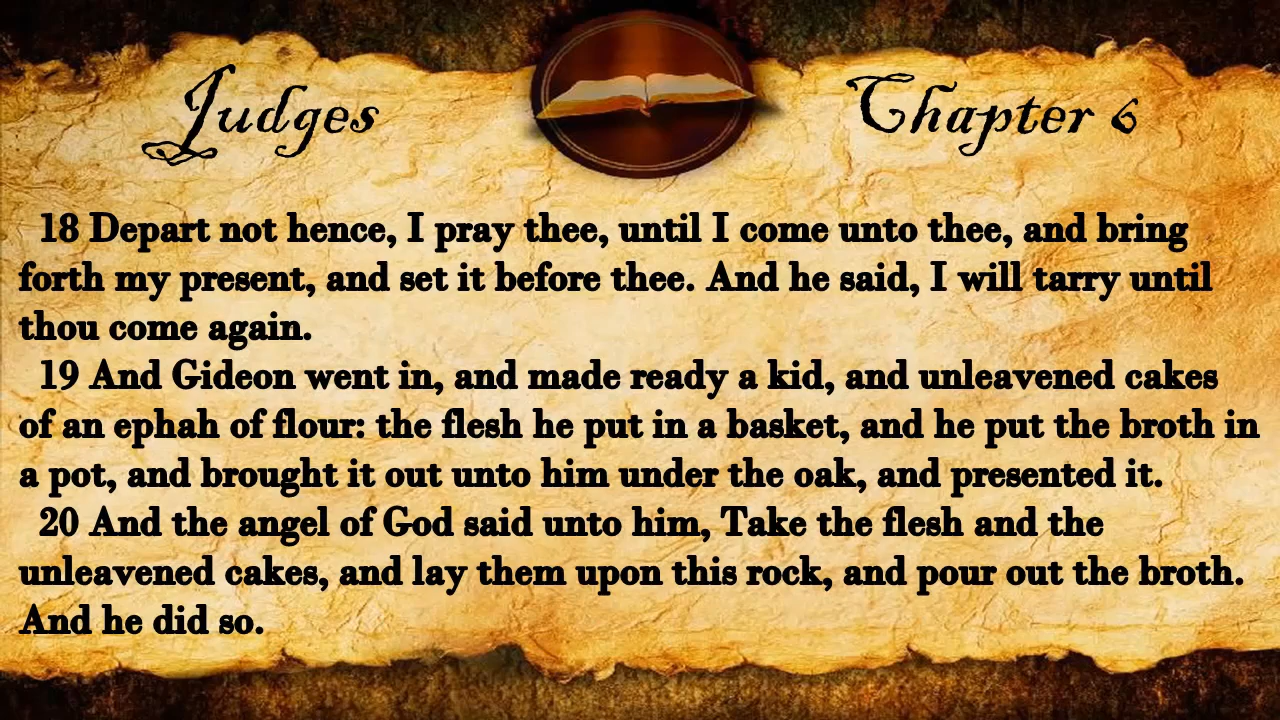 Judges
Chapter 6
18 Depart not hence, I pray thee, until I come unto thee, and bring
forth my present, and set it before thee. And he said, I will tarry until
thou come again.
19 And Gideon went in, and made ready a kid, and unleavened cakes
of an ephah of flour: the flesh he put in a basket, and he put the broth in
a pot, and brought it out unto him under the oak, and presented it.
20 And the angel of God said unto him, Take the flesh and the
unleavened cakes, and lay them upon this rock, and pour out the broth.
And he did so.